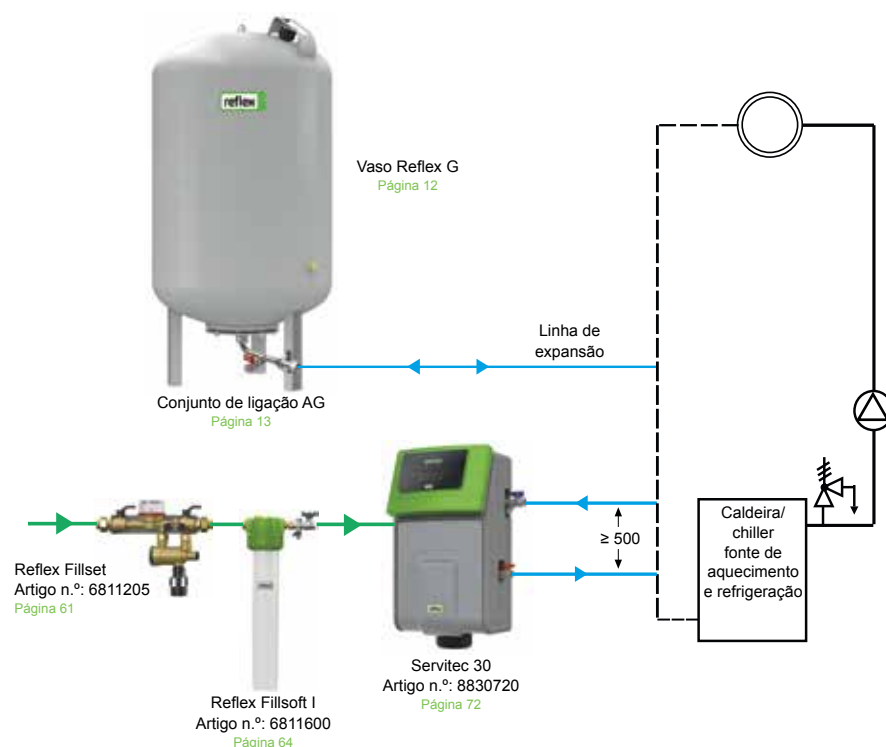 reflex
Vaso Reflex G
Página 12
Linha de
expansão
Conjunto de ligação AG
Página 13
≥ 500
Caldeira/
chiller
fonte de
aquecimento
e refrigeração
Reflex Fillset
Artigo n.º: 6811205
Página 61
Servitec 30
Artigo n.º: 8830720
Página 72
Reflex Fillsoft I
Artigo n.º: 6811600
Página 64